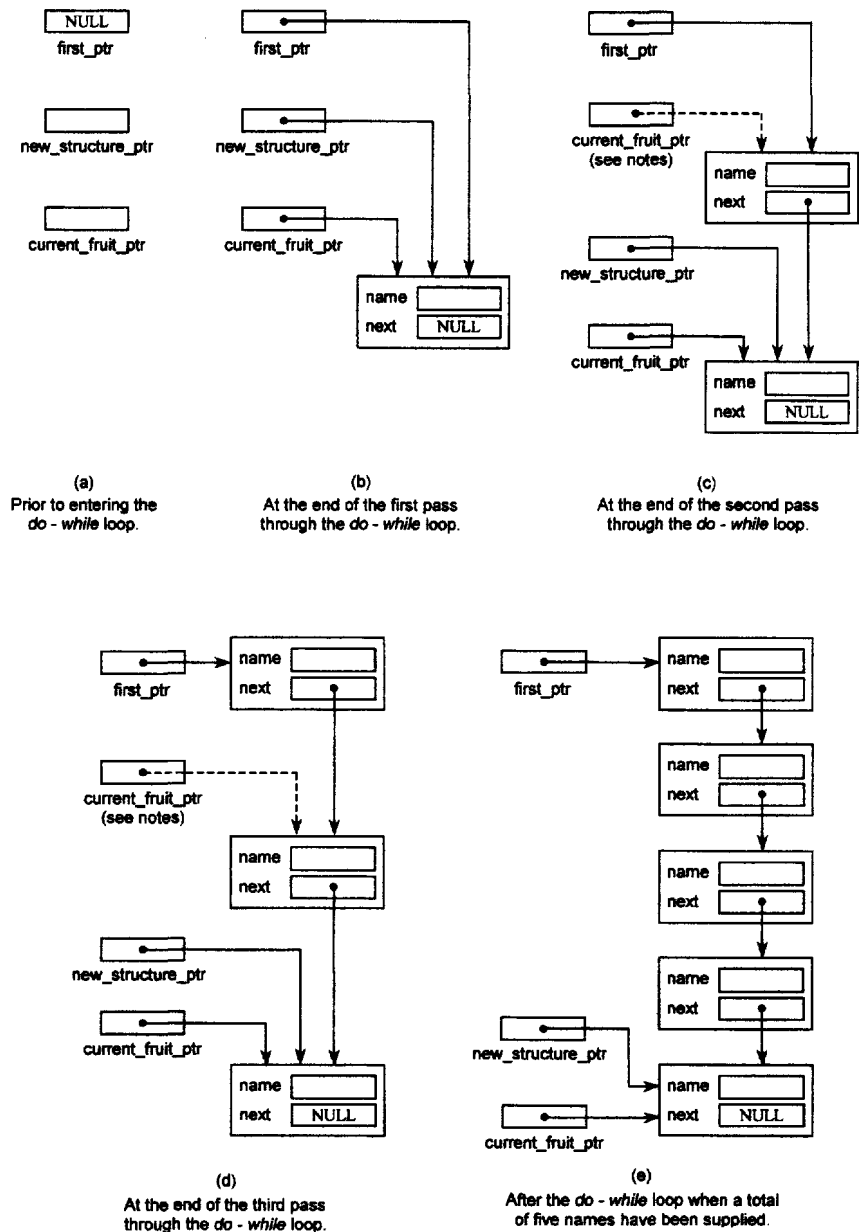 NULL
first_ptr
new_structure_ptr
current_fruit_ptr
(a)
Prior to entering the
do - while loop.
first_ptr
new_structure_ptr
current_fruit_ptr
name
next NULL
(b)
At the end of the first pass
through the do - while loop.
first_ptr
current_fruit_ptr
(see notes)
name
next
new_structure_ptr
current_fruit_ptr
name
next NULL
(c)
At the end of the second pass
through the do - while loop.
first_ptr
name
next
current_fruit_ptr
(see notes)
name
next
new_structure_ptr
current_fruit_ptr
name
next NULL
(d)
At the end of the third pass
through the do - while loop.
first_ptr
name
next
name
next
name
next
name
next
new_structure_ptr
current_fruit_ptr
name
next NULL
(e)
After the do - while loop when a total
of five names have been supplied.